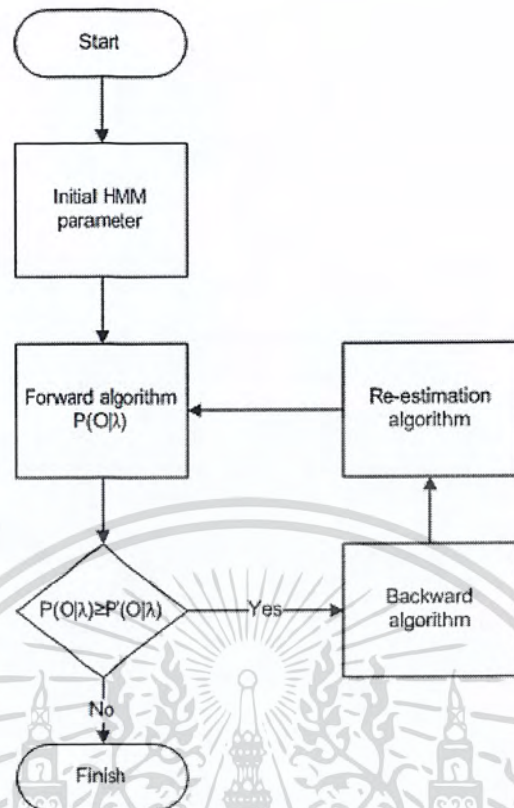 Start
Initial HMM
parameter
Forward algorithm
P(O|λ)
Re-estimation
algorithm
P(O|λ)≥P'(O|λ)
Yes
Backward
algorithm
No
Finish